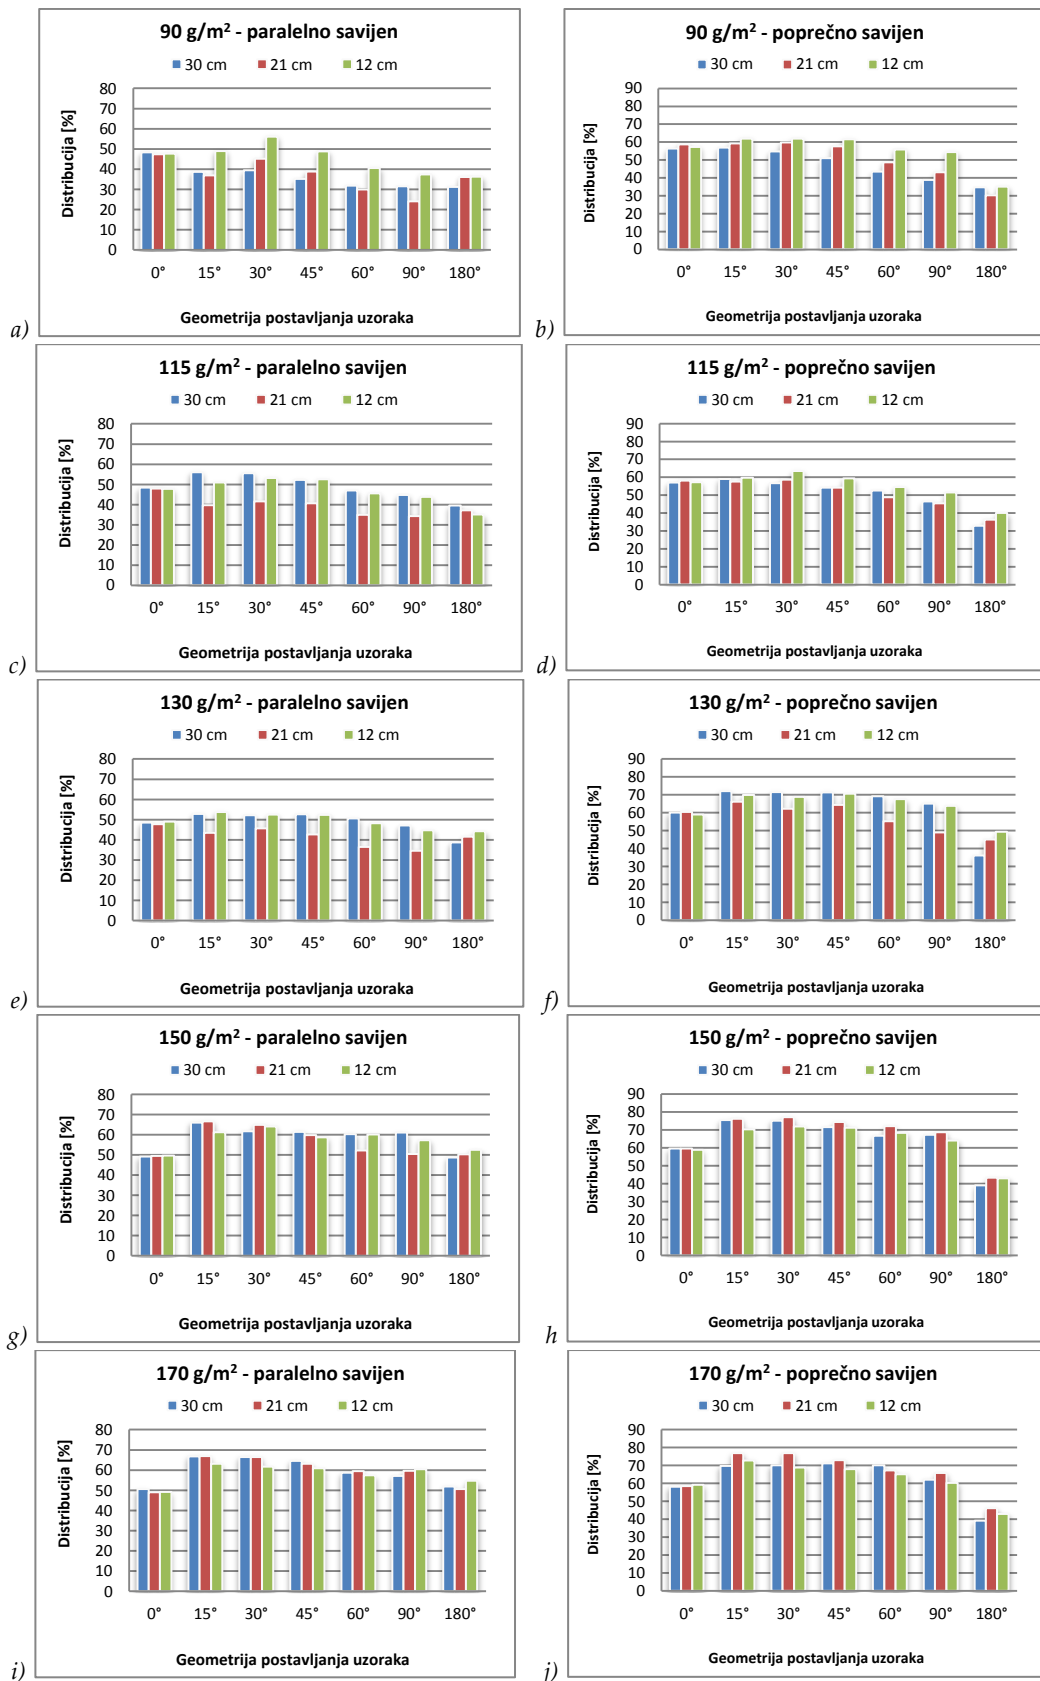 90 g/m² - paralelno savijen
30 cm 21 cm 12 cm
Distribucija [%]
80
70
60
50
40
30
20
10
0
0° 15° 30° 45° 60° 90° 180°
Geometrija postavljanja uzoraka
a)
90 g/m² - poprečno savijen
30 cm 21 cm 12 cm
Distribucija [%]
90
80
70
60
50
40
30
20
10
0
0° 15° 30° 45° 60° 90° 180°
Geometrija postavljanja uzoraka
b)
115 g/m² - paralelno savijen
30 cm 21 cm 12 cm
Distribucija [%]
80
70
60
50
40
30
20
10
0
0° 15° 30° 45° 60° 90° 180°
Geometrija postavljanja uzoraka
c)
115 g/m² - poprečno savijen
30 cm 21 cm 12 cm
Distribucija [%]
90
80
70
60
50
40
30
20
10
0
0° 15° 30° 45° 60° 90° 180°
Geometrija postavljanja uzoraka
d)
130 g/m² - paralelno savijen
30 cm 21 cm 12 cm
Distribucija [%]
80
70
60
50
40
30
20
10
0
0° 15° 30° 45° 60° 90° 180°
Geometrija postavljanja uzoraka
e)
130 g/m² - poprečno savijen
30 cm 21 cm 12 cm
Distribucija [%]
90
80
70
60
50
40
30
20
10
0
0° 15° 30° 45° 60° 90° 180°
Geometrija postavljanja uzoraka
f)
150 g/m² - paralelno savijen
30 cm 21 cm 12 cm
Distribucija [%]
80
70
60
50
40
30
20
10
0
0° 15° 30° 45° 60° 90° 180°
Geometrija postavljanja uzoraka
g)
150 g/m² - poprečno savijen
30 cm 21 cm 12 cm
Distribucija [%]
90
80
70
60
50
40
30
20
10
0
0° 15° 30° 45° 60° 90° 180°
Geometrija postavljanja uzoraka
h
170 g/m² - paralelno savijen
30 cm 21 cm 12 cm
Distribucija [%]
80
70
60
50
40
30
20
10
0
0° 15° 30° 45° 60° 90° 180°
Geometrija postavljanja uzoraka
i)
170 g/m² - poprečno savijen
30 cm 21 cm 12 cm
Distribucija [%]
90
80
70
60
50
40
30
20
10
0
0° 15° 30° 45° 60° 90° 180°
Geometrija postavljanja uzoraka
j)